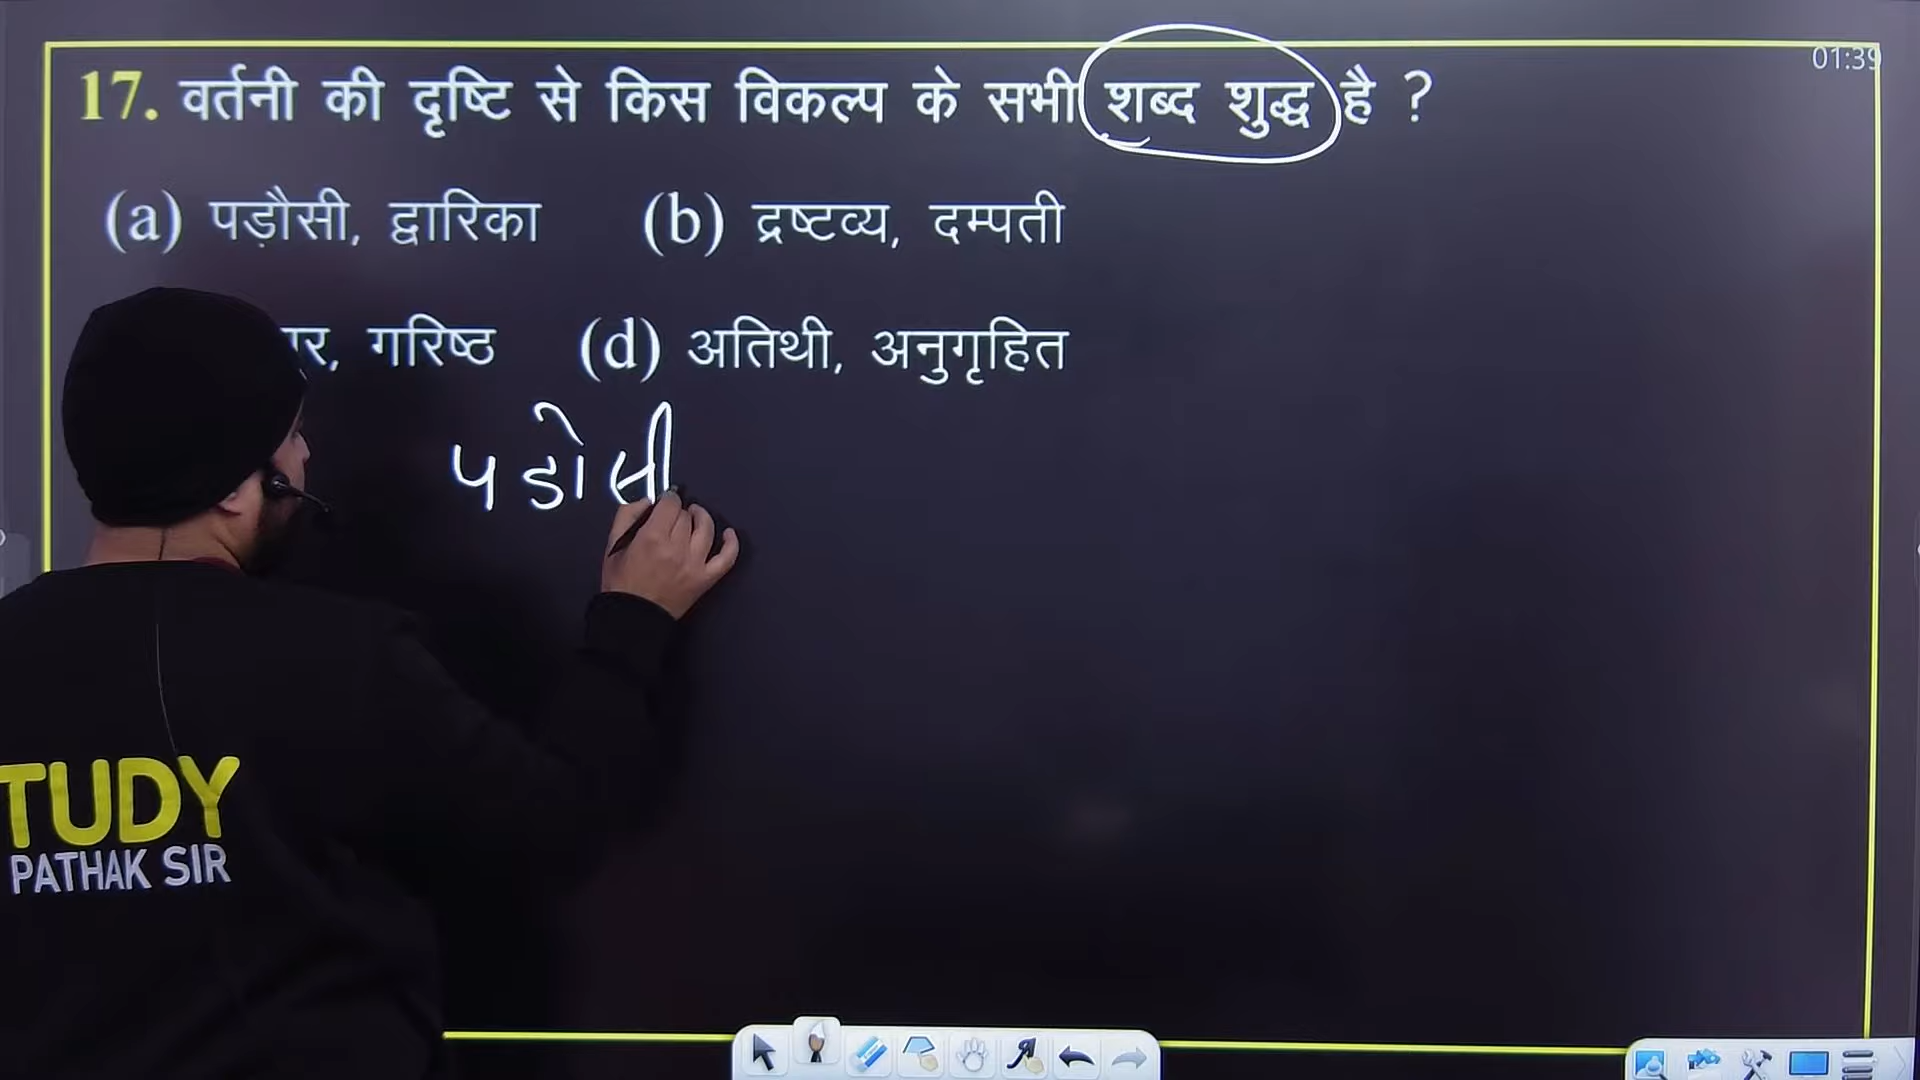 01:39
17. वर्तनी की दृष्टि से किस विकल्प के सभी शब्द शुद्ध है ?
(a) पड़ौसी, द्वारिका (b) द्रष्टव्य, दम्पती
गरिष्ठ (d) अतिथी, अनुगृहित
पडोसी
TUDY
PATHAK SIR